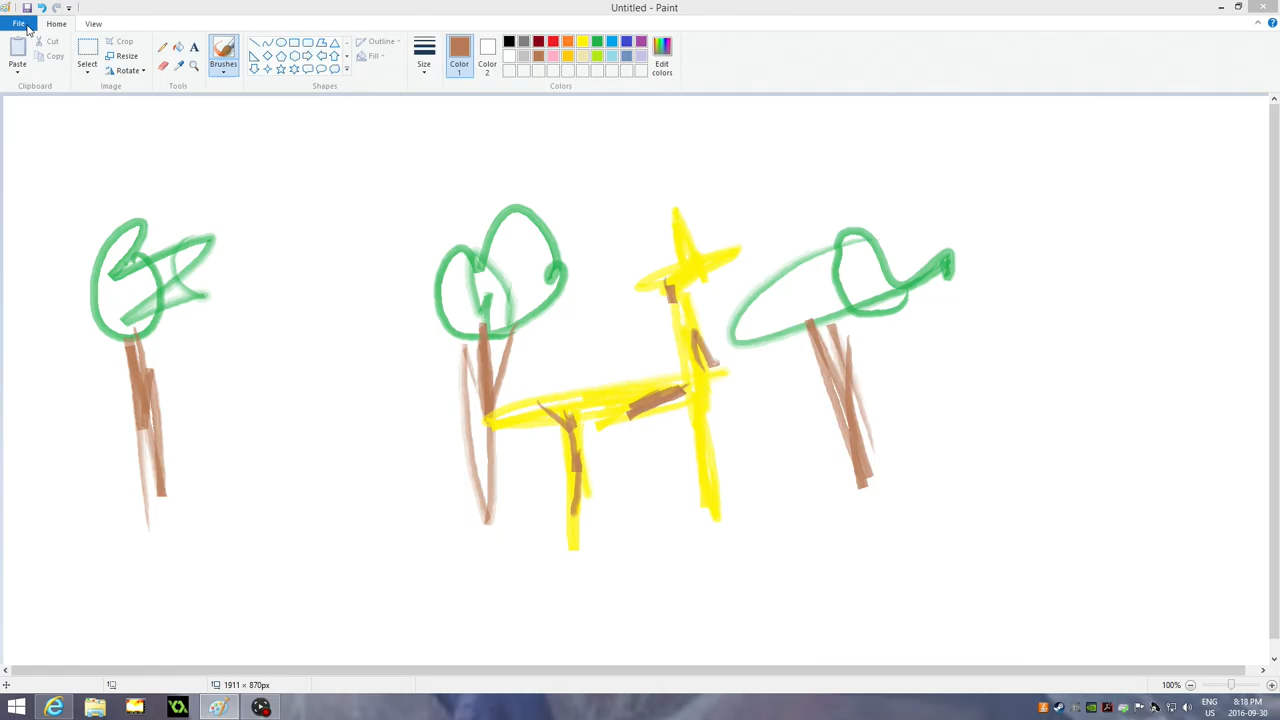 Untitled - Paint
File Home View
Paste
Cut
Copy
Clipboard
Select
Crop
Resize
Rotate
Image
Tools
Brushes
Outline
Fill
Shapes
Size
Color 1
Color 2
Edit colors
Colors
1911 × 870px
100%
ENG
US
8:18 PM
2016-09-30